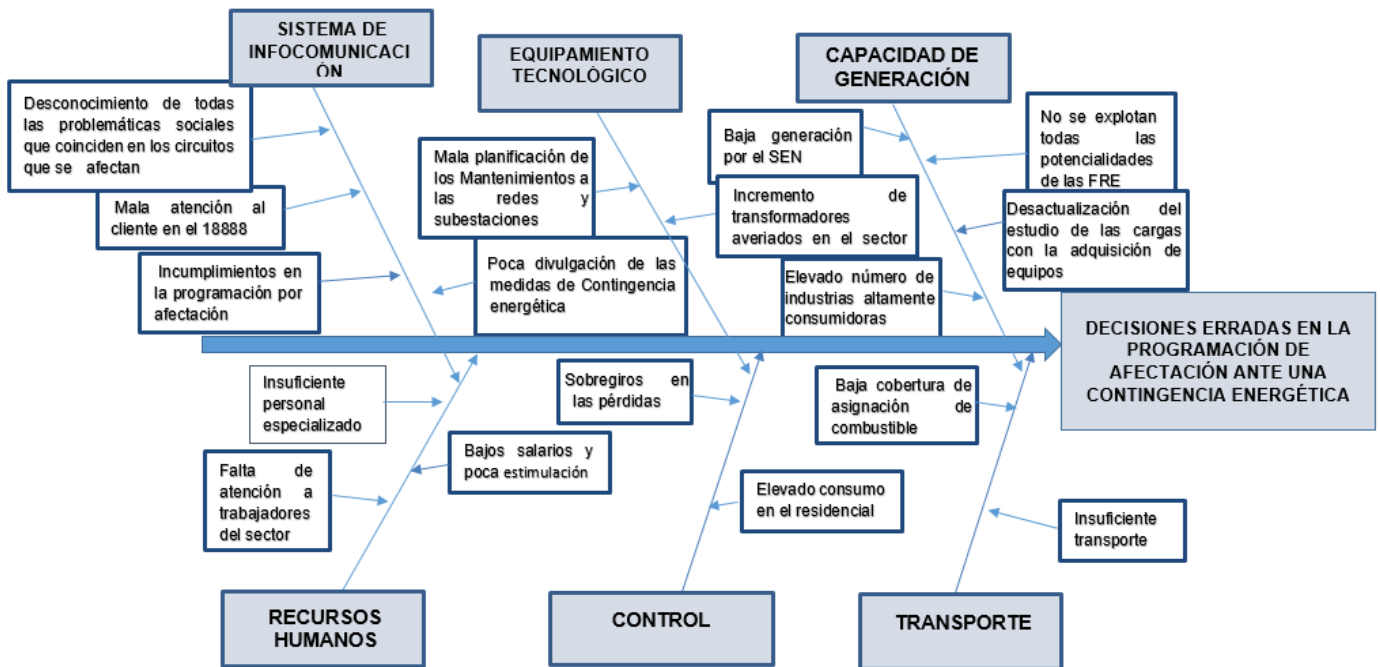 SISTEMA DE
INFOCOMUNICACI
ÓN
EQUIPAMIENTO
TECNOLÓGICO
CAPACIDAD DE
GENERACIÓN
Desconocimiento de todas
las problemáticas sociales
que coinciden en los circuitos
que se afectan
Mala atención al
cliente en el 18888
Incumplimientos en
la programación por
afectación
Mala planificación de
los Mantenimientos a
las redes y
subestaciones
Poca divulgación de las
medidas de Contingencia
energética
Baja generación
por el SEN
Incremento de
transformadores
averiados en el sector
Elevado número de
industrias altamente
consumidoras
No se explotan
todas las
potencialidades
de las FRE
Desactualización del
estudio de las cargas
con la adquisición de
equipos
DECISIONES ERRADAS EN LA
PROGRAMACIÓN DE
AFECTACIÓN ANTE UNA
CONTINGENCIA ENERGÉTICA
Insuficiente
personal
especializado
Falta de
atención a
trabajadores
del sector
Bajos salarios y
poca estimulación
Sobregiros en
las pérdidas
Elevado consumo
en el residencial
Baja cobertura de
asignación de
combustible
Insuficiente
transporte
RECURSOS
HUMANOS
CONTROL
TRANSPORTE